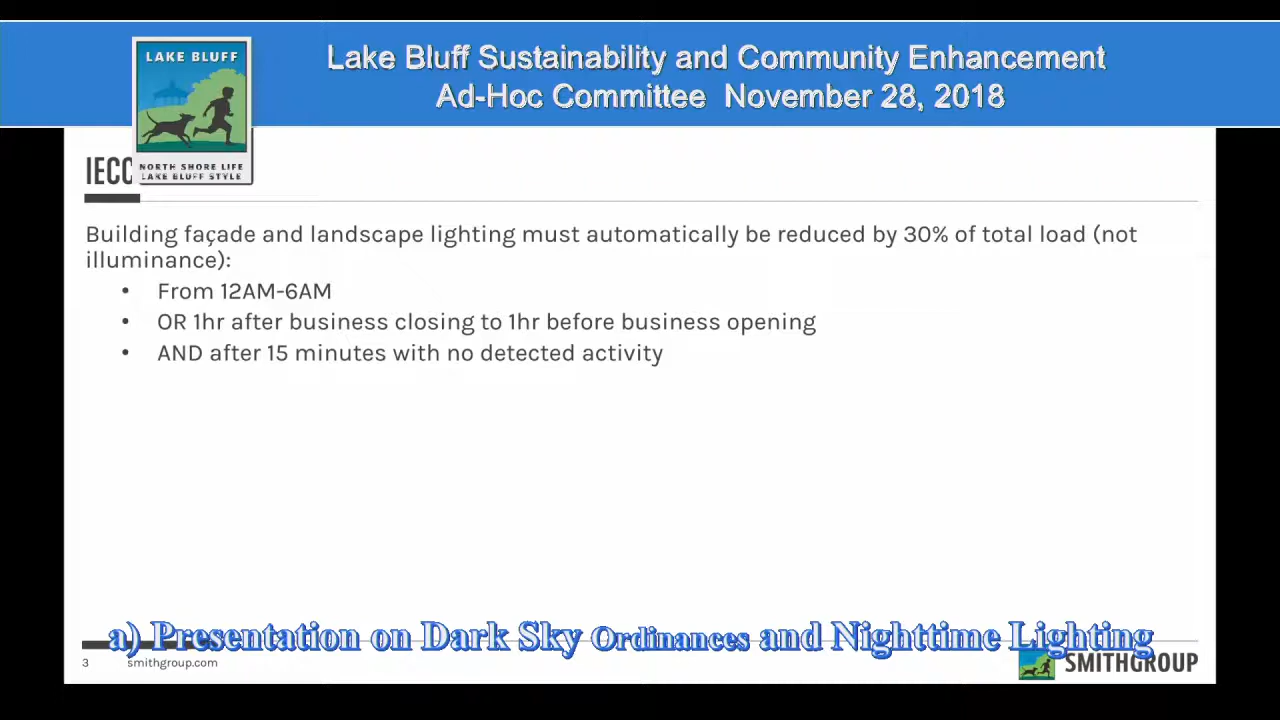 LAKE BLUFF
NORTH SHORE LIFE
LAKE BLUFF STYLE
Lake Bluff Sustainability and Community Enhancement
Ad-Hoc Committee November 28, 2018
IECC
Building façade and landscape lighting must automatically be reduced by 30% of total load (not
illuminance):
• From 12AM-6AM
• OR 1hr after business closing to 1hr before business opening
• AND after 15 minutes with no detected activity
a) Presentation on Dark Sky Ordinances and Nighttime Lighting
3 smithgroup.com
SMITHGROUP